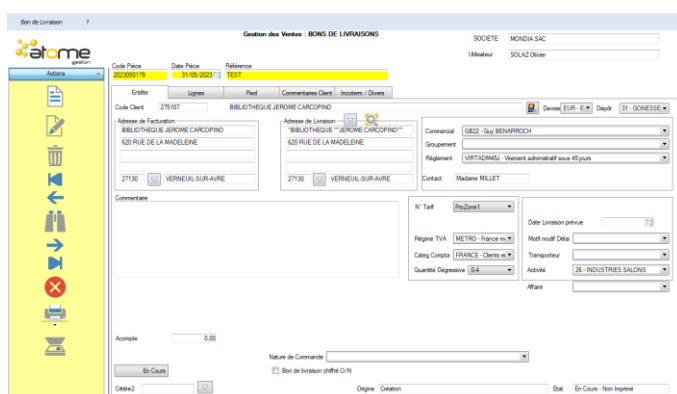 Bon de Livraison ?
Gestion des Ventes : BONS DE LIVRAISONS
SOCIETE MONDIA SAC
atome
gestion
Utilisateur SOLAZ Olivier
Actions
Code Pièce Date Pièce Référence
2023050179 31/05/2023 TEST
Entête Lignes Pied Commentaires Client Incoterm / Divers
Code Client 275187 BIBLIOTHEQUE JEROME CARCOPINO Devise EUR - E Dépôt 01 - GONESSE
Adresse de Facturation Adresse de Livraison
BIBLIOTHEQUE JEROME CARCOPINO "BIBLIOTHEQUE ""JEROME CARCOPINO""
620 RUE DE LA MADELEINE 620 RUE DE LA MADELEINE
27130 VERNEUIL-SUR-AVRE 27130 VERNEUIL-SUR-AVRE
Commercial GB22 - Guy BENARROCH
Groupement
Réglement VIRTADM45J - Virement administratif sous 45 jours
Contact Madame MILLET
Commentaire
N° Tarif ProZone1
Date Livraison prévue
Régime TVA METRO - France m Motif modif Délai
Categ Compta FRANCE - Clients e Transporteur
Quantité Dégressive 0-4 Activité 26 - INDUSTRIES SALONS
Affaire
Acompte 0,00
Nature de Commande
En Cours Bon de livraison chiffré O/N
Critère2 Origine Création Etat En Cours - Non Imprimé